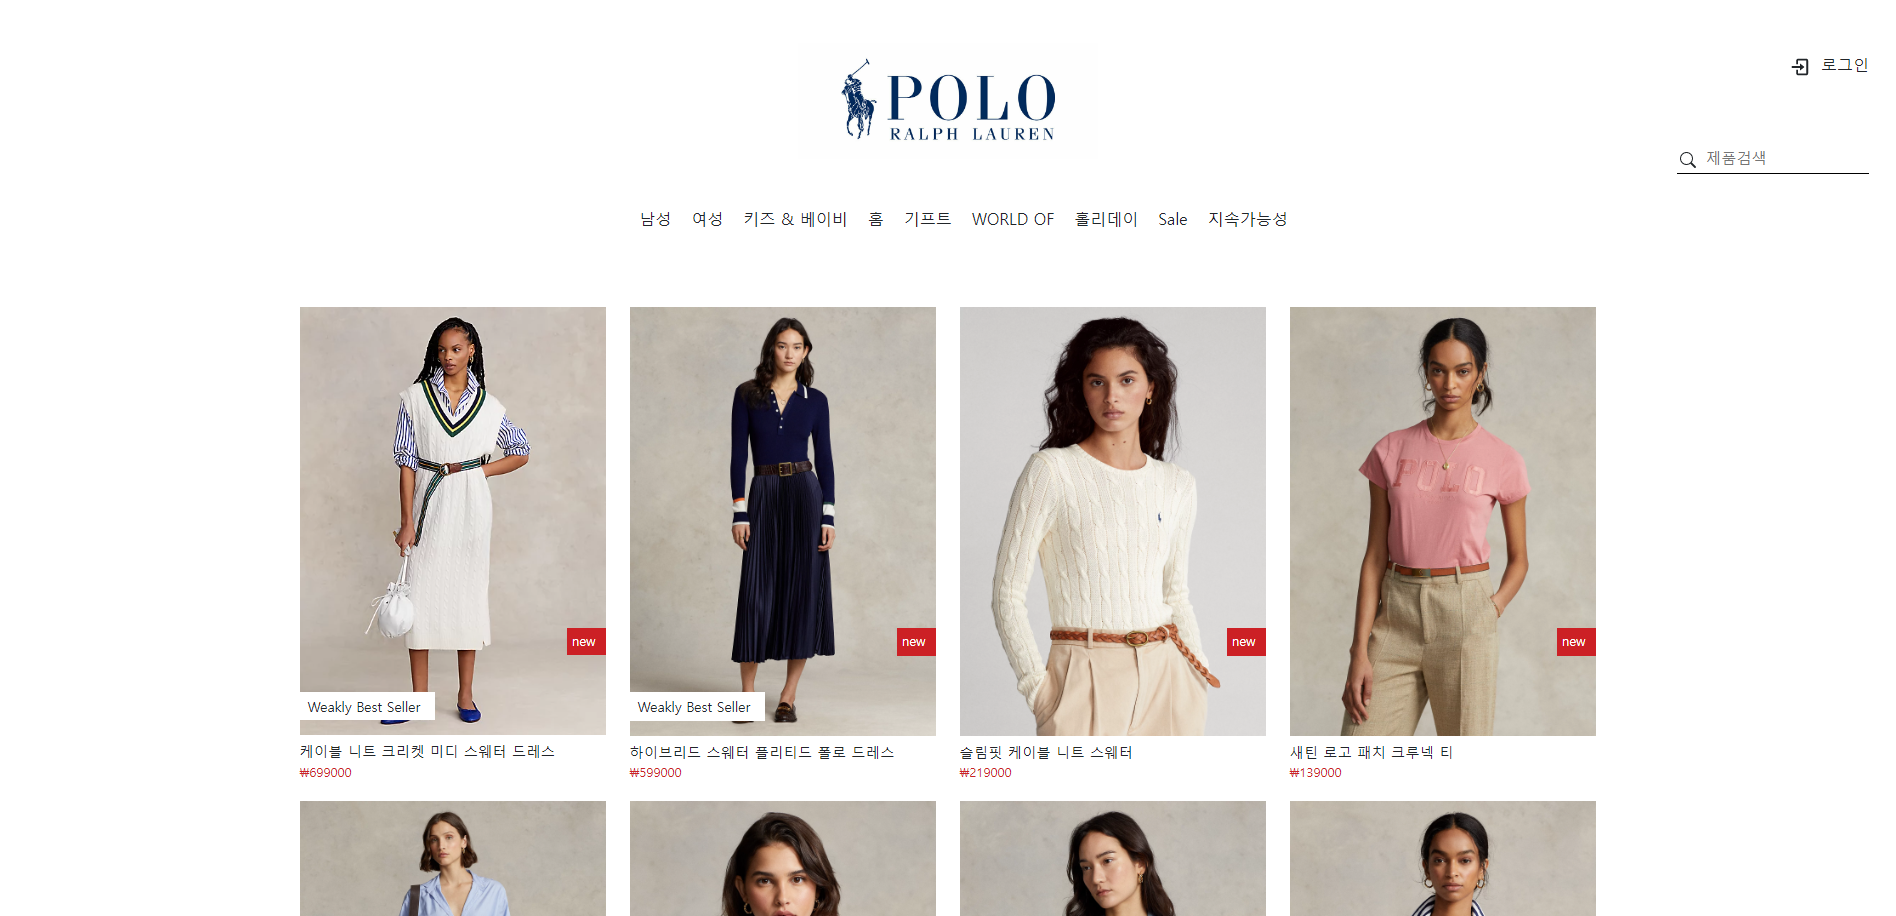 POLO
RALPH LAUREN
로그인
제품검색
남성 여성 키즈 & 베이비 홈 기프트 WORLD OF 홀리데이 Sale 지속가능성
POLO
new
new
new
new
Weakly Best Seller
Weakly Best Seller
케이블 니트 크리켓 미디 스웨터 드레스
₩699000
하이브리드 스웨터 플리티드 폴로 드레스
₩599000
슬림핏 케이블 니트 스웨터
₩219000
새틴 로고 패치 크루넥 티
₩139000